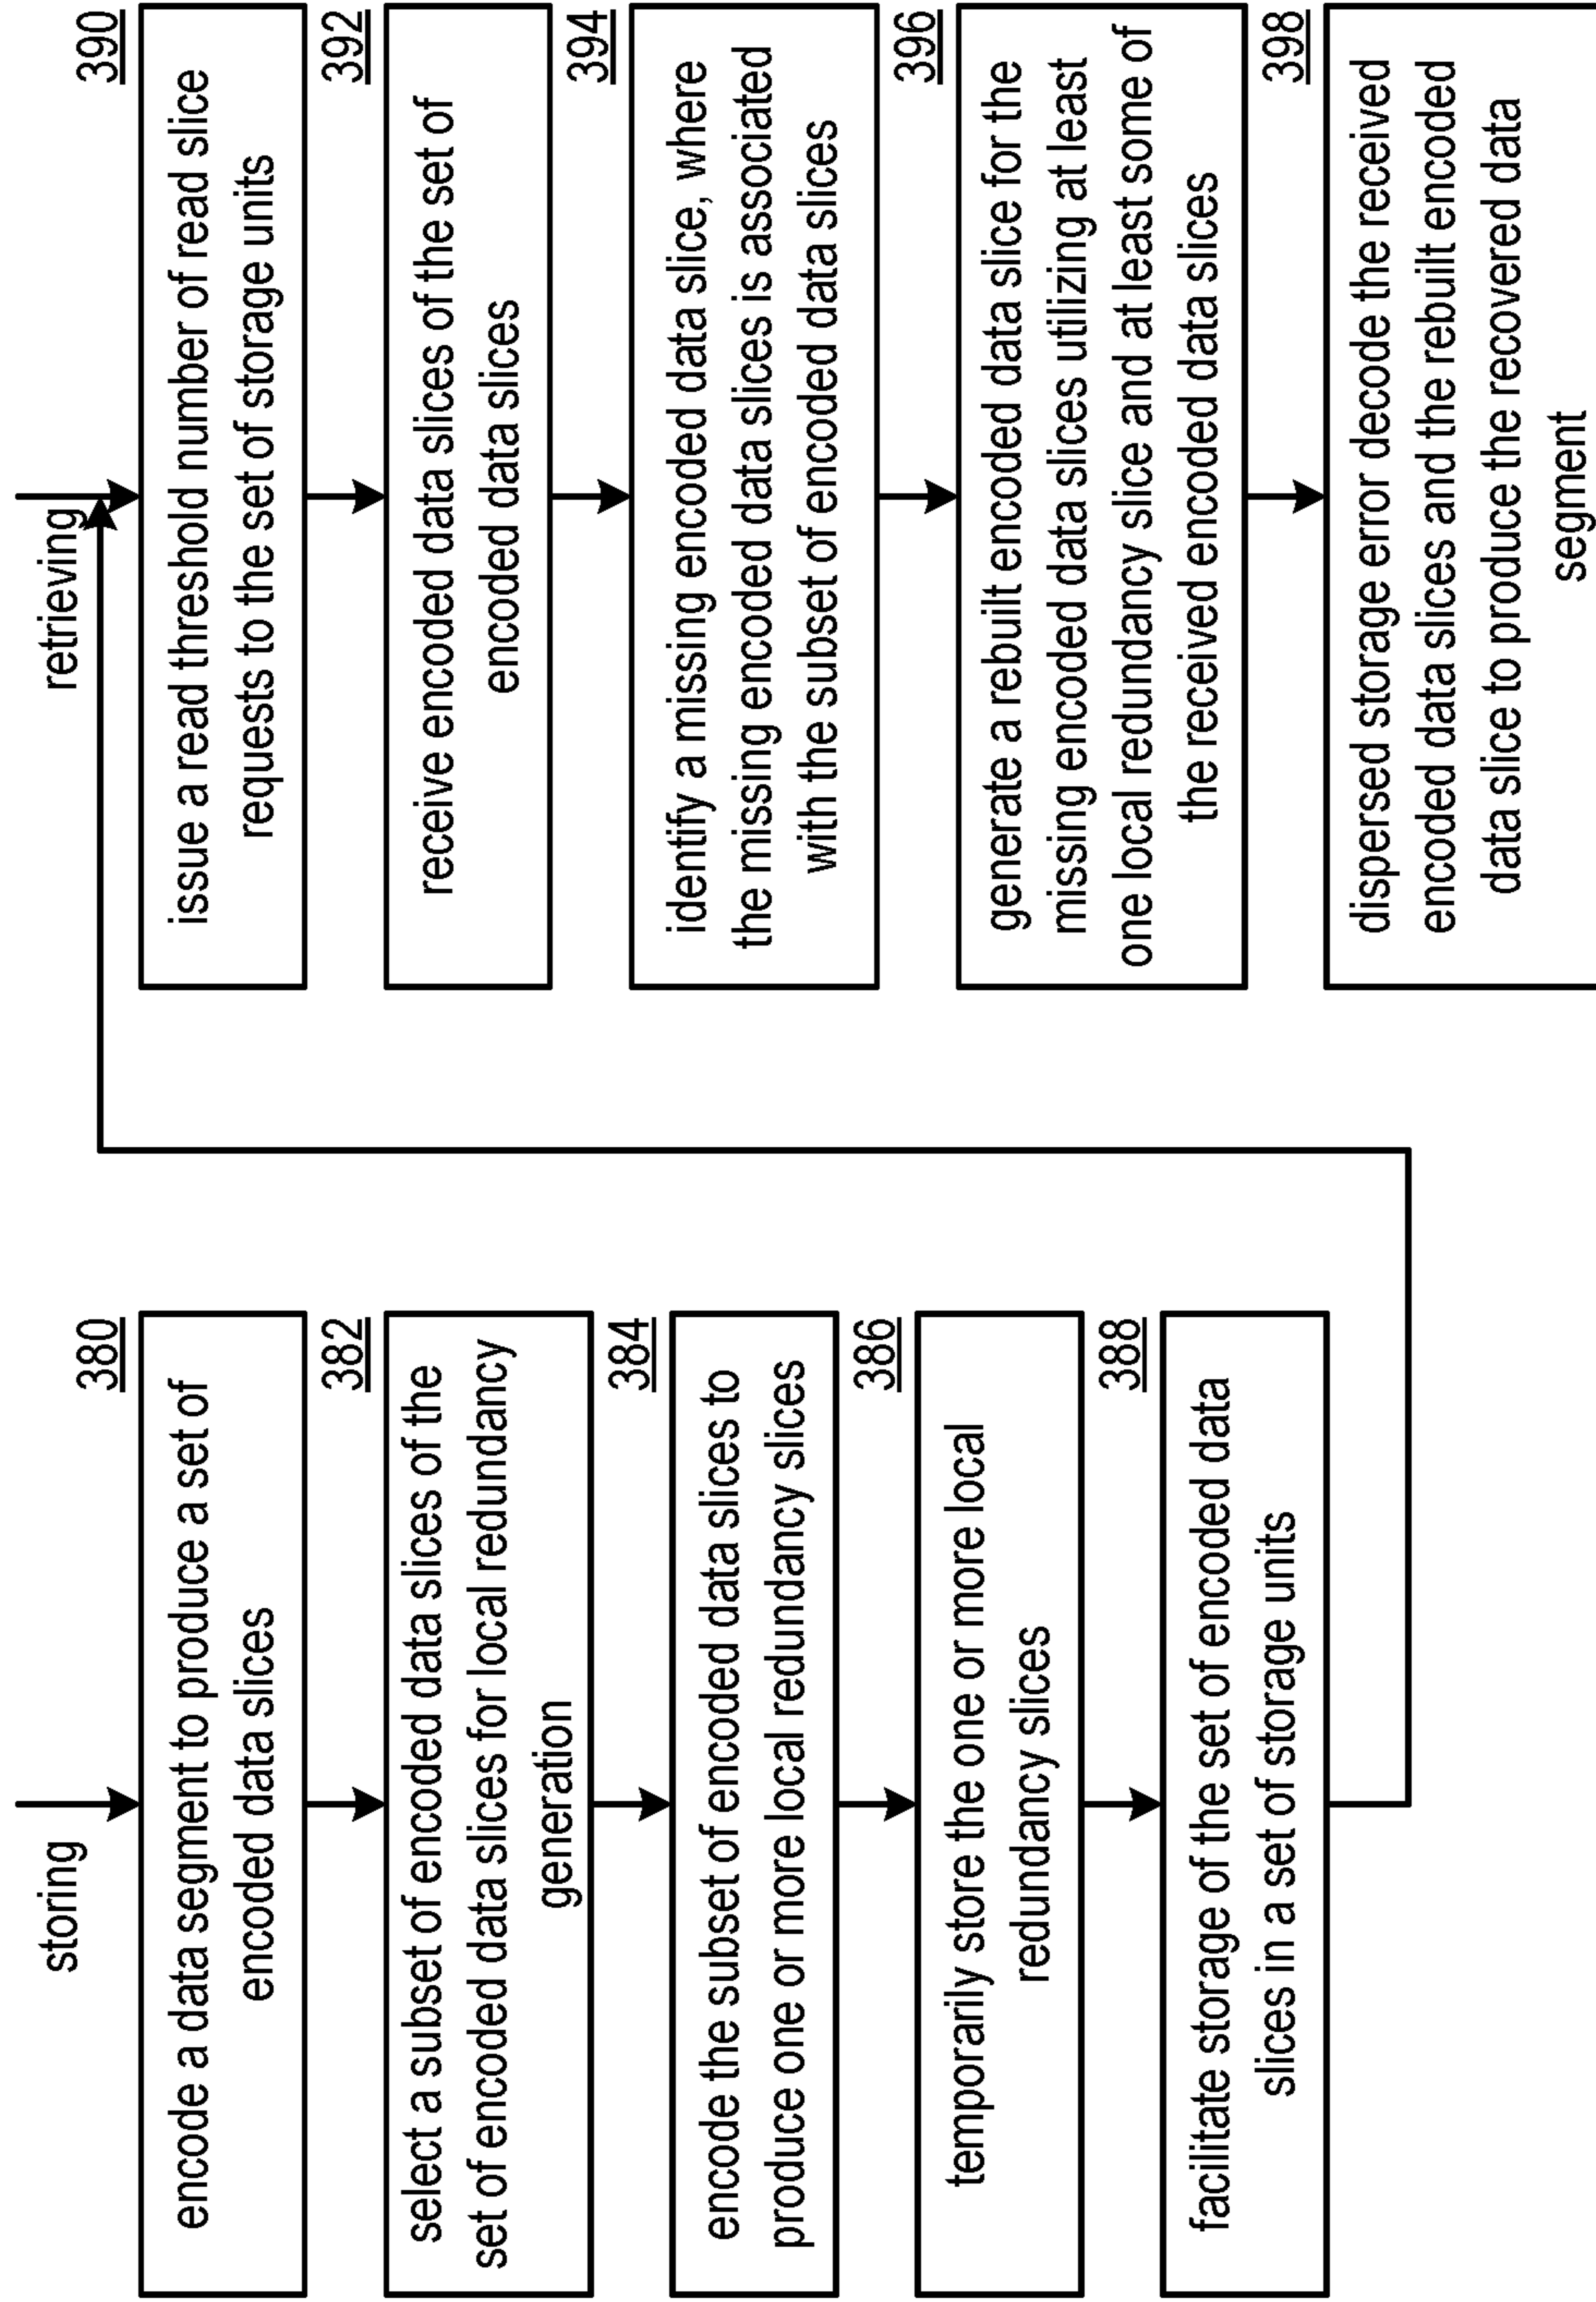 storing
380
encode a data segment to produce a set of
encoded data slices
382
select a subset of encoded data slices of the
set of encoded data slices for local redundancy
generation
384
encode the subset of encoded data slices to
produce one or more local redundancy slices
386
temporarily store the one or more local
redundancy slices
388
facilitate storage of the set of encoded data
slices in a set of storage units
retrieving
390
issue a read threshold number of read slice
requests to the set of storage units
392
receive encoded data slices of the set of
encoded data slices
394
identify a missing encoded data slice, where
the missing encoded data slices is associated
with the subset of encoded data slices
396
generate a rebuilt encoded data slice for the
missing encoded data slices utilizing at least
one local redundancy slice and at least some of
the received encoded data slices
398
dispersed storage error decode the received
encoded data slices and the rebuilt encoded
data slice to produce the recovered data
segment